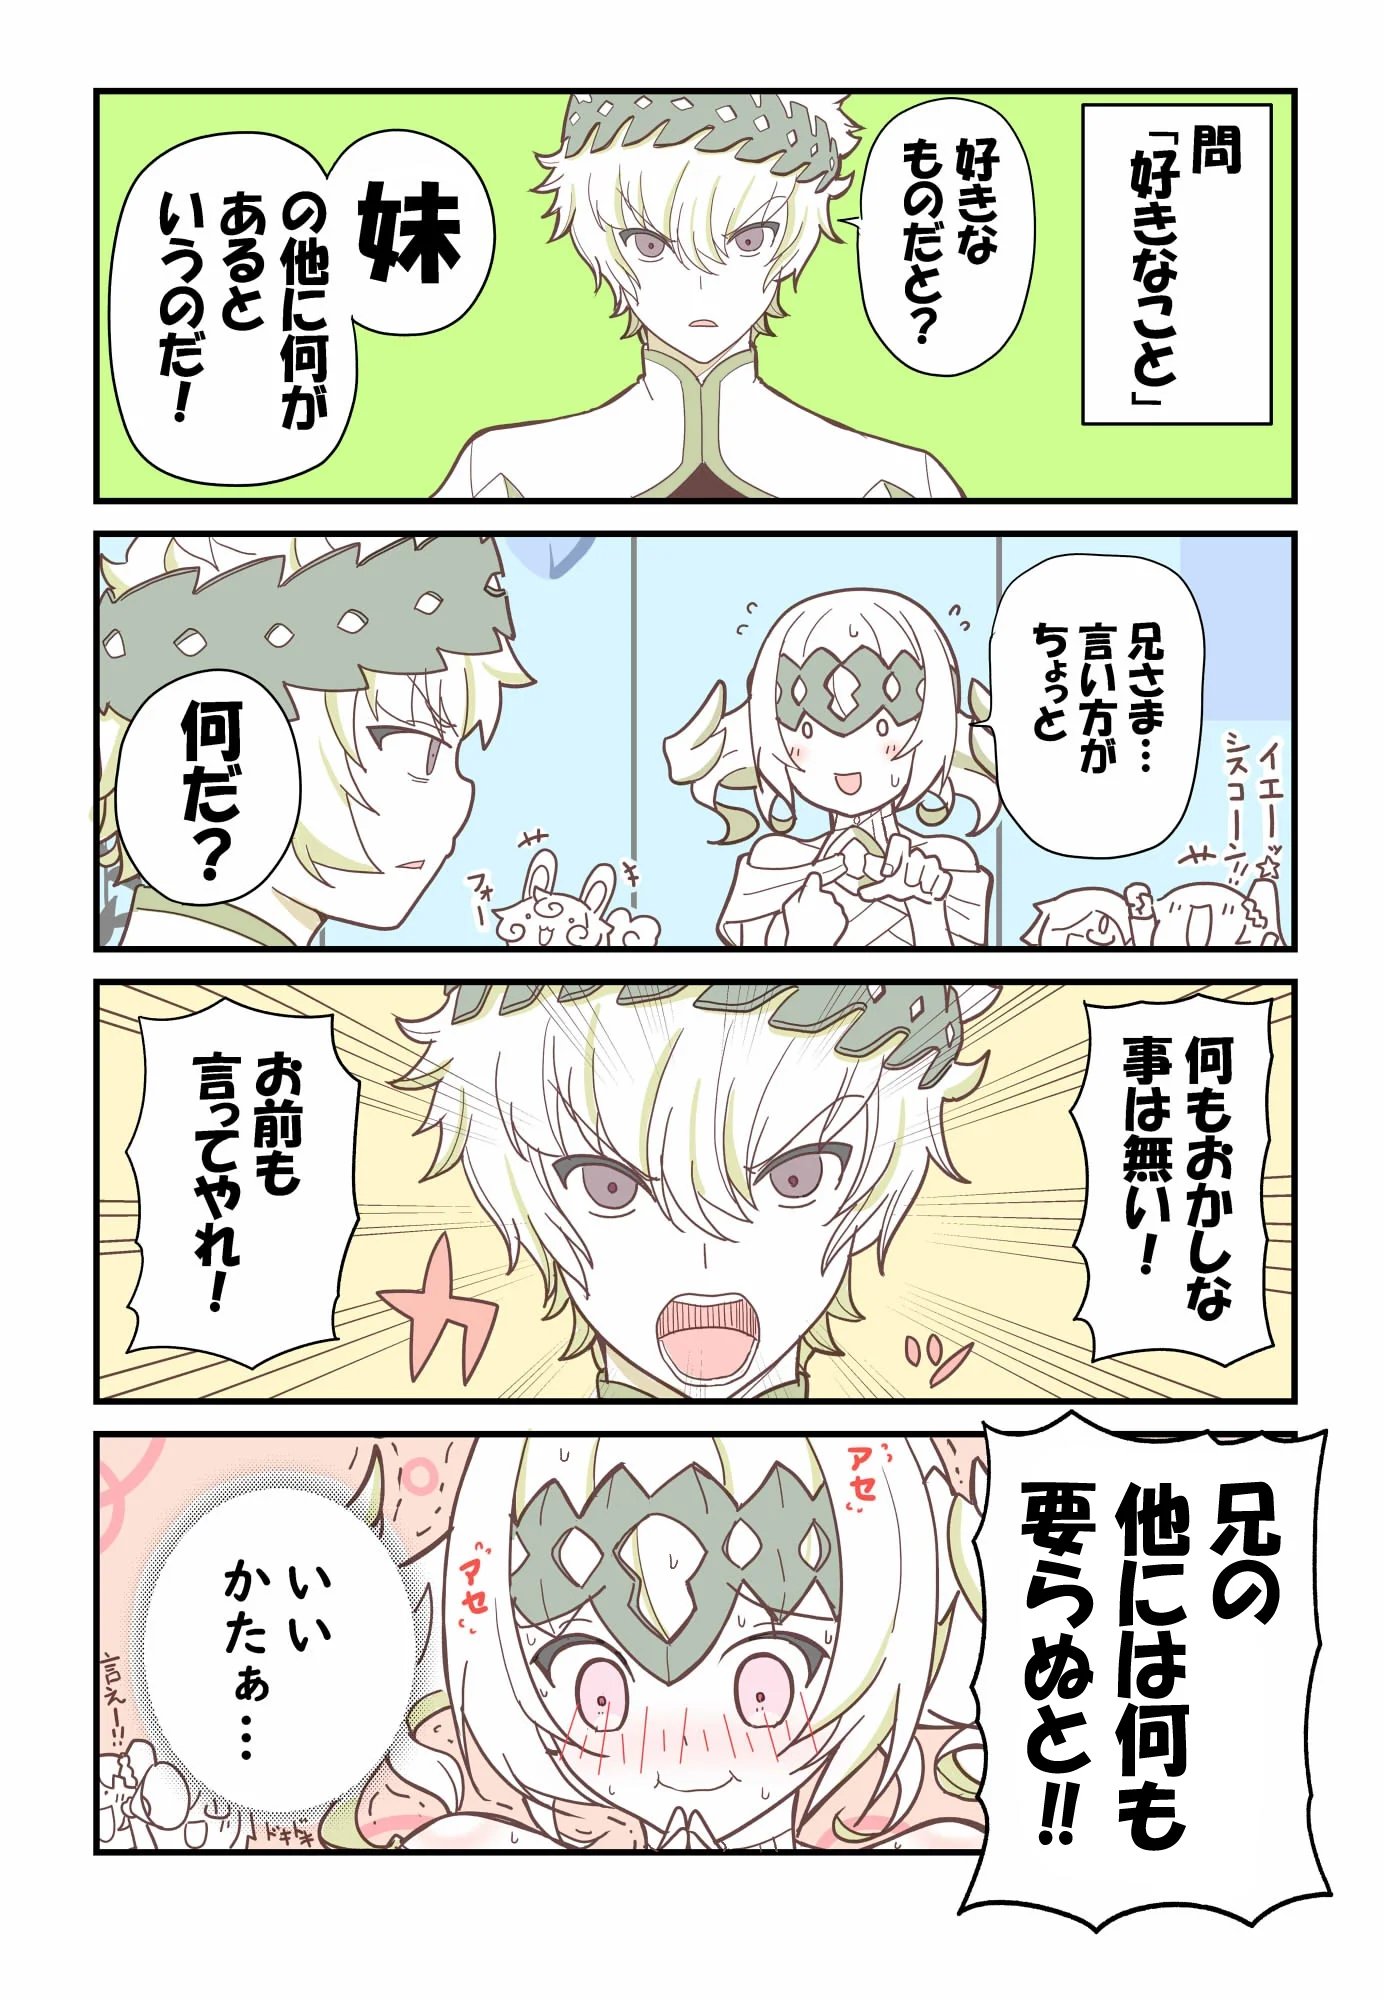 問
「好きなこと」
好きな
ものだと？
妹
の他に何が
あると
いうのだ！
兄さま…
言い方が
ちょっと
イエーッ☆
シスコーン!!
フォー
何だ？
何もおかしな
事は無い！
お前も
言ってやれ！
カッ
兄の
他には何も
要らぬと!!
アセ
アセ
いい
かたぁ…
言えー!!
ドキドキ